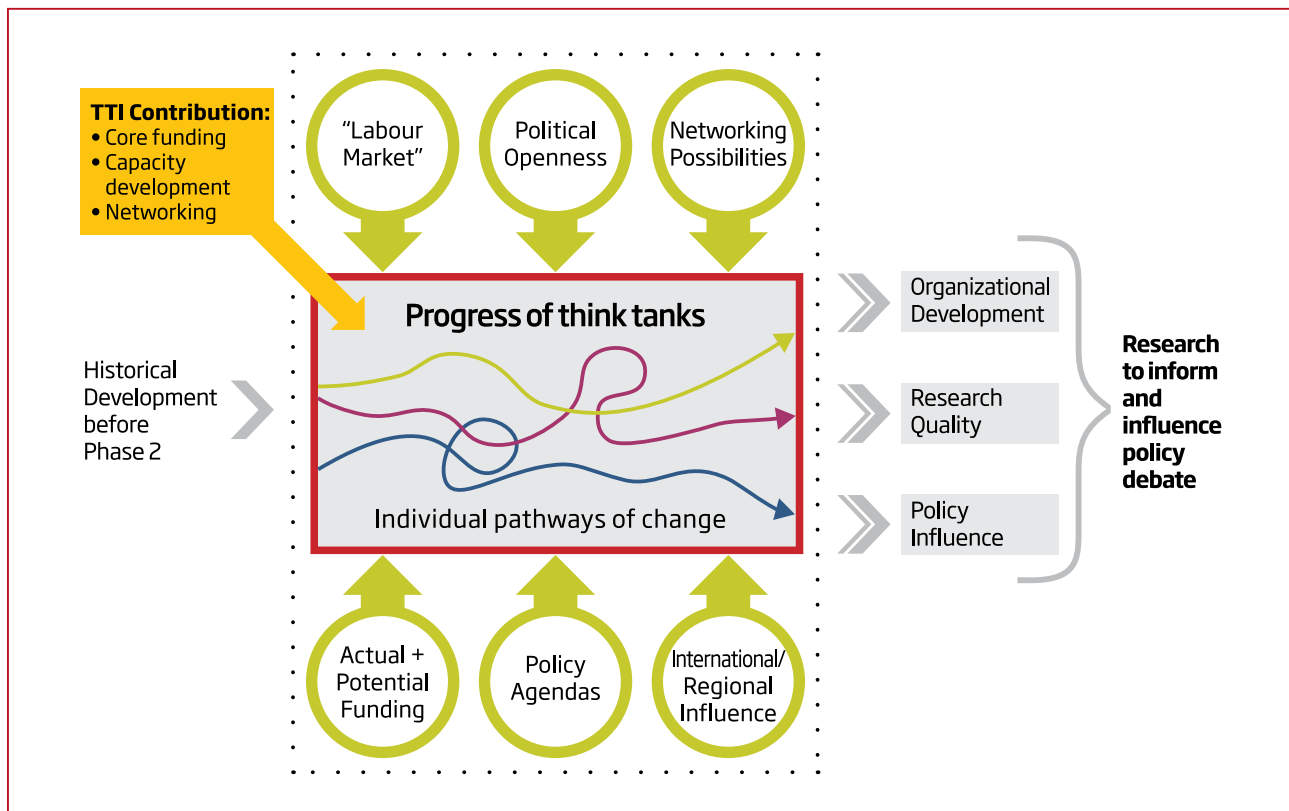 TTI Contribution:
• Core funding
• Capacity
development
• Networking
“Labour
Market”
Political
Openness
Networking
Possibilities
Historical
Development
before
Phase 2
Progress of think tanks
Individual pathways of change
Organizational
Development
Research
Quality
Policy
Influence
Research
to inform
and
influence
policy
debate
Actual +
Potential
Funding
Policy
Agendas
International/
Regional
Influence